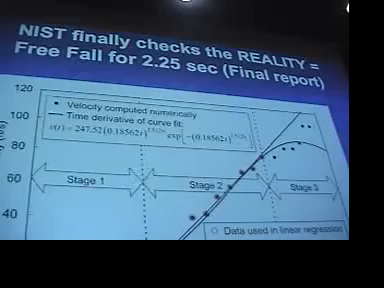 NIST finally checks the REALITY =
Free Fall for 2.25 sec (Final report)
120
Velocity computed numerically
100
Time derivative of curve fit:
80
Stage 1
Stage 2
Stage 3
60
40
Data used in linear regression